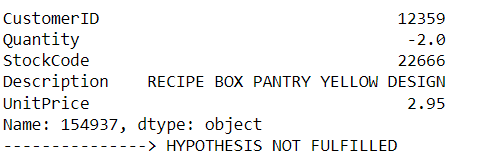 CustomerID 12359
Quantity -2.0
StockCode 22666
Description RECIPE BOX PANTRY YELLOW DESIGN
UnitPrice 2.95
Name: 154937, dtype: object
---------------> HYPOTHESIS NOT FULFILLED